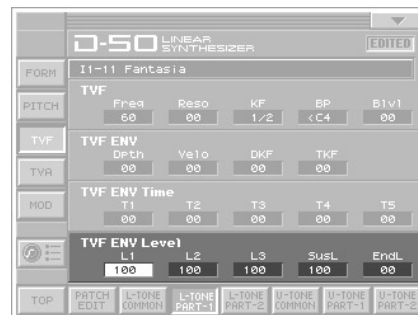 D-50 LINEAR SYNTHESIZER
EDITED
FORM
I1-11 Fantasia
PITCH
TVF
Freq Reso KF BP Blvl
60 00 1/2 <C4 00
TVF
TVF ENV
Dpth Velo DKF TKF
00 00 00 00
TVA
TVF ENV Time
T1 T2 T3 T4 T5
00 00 00 00 00
MOD
TVF ENV Level
L1 L2 L3 SusL EndL
100 100 100 100 00
TOP
PATCH EDIT
L-TONE COMMON
L-TONE PART-1
L-TONE PART-2
U-TONE COMMON
U-TONE PART-1
U-TONE PART-2